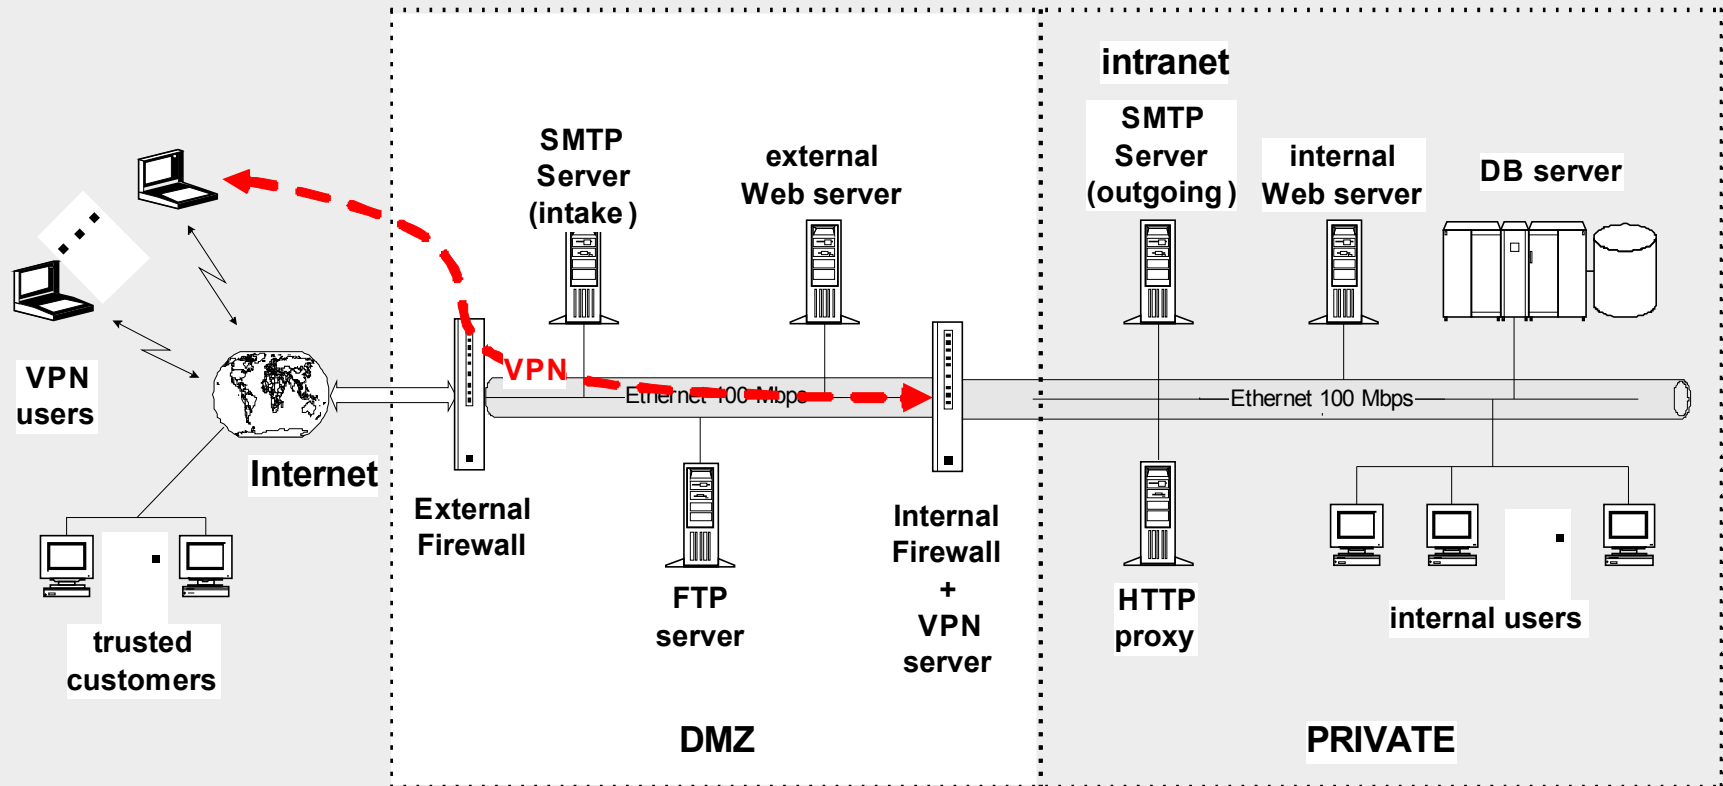 intranet
SMTP
Server
(intake)
external
Web server
SMTP
Server
(outgoing)
internal
Web server
DB server
VPN
users
VPN
Ethernet 100 Mbps
Ethernet 100 Mbps
Internet
External
Firewall
FTP
server
Internal
Firewall
+
VPN
server
HTTP
proxy
internal users
trusted
customers
DMZ
PRIVATE